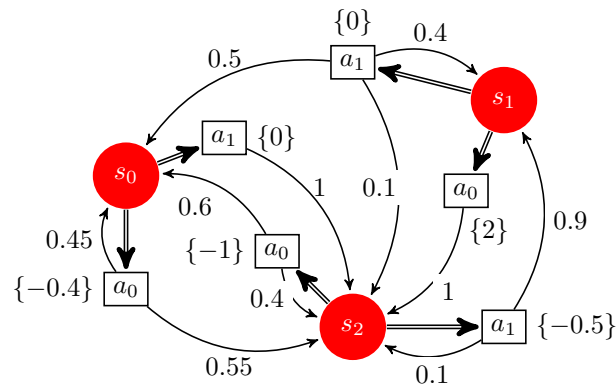 {0}
a₁
0.4
0.5
s₁
a₁
{0}
s₀
1
0.1
a₀
0.6
{2}
0.9
0.45
{−1}
a₀
{−0.4}
a₀
0.4
1
s₂
a₁
{−0.5}
0.55
0.1